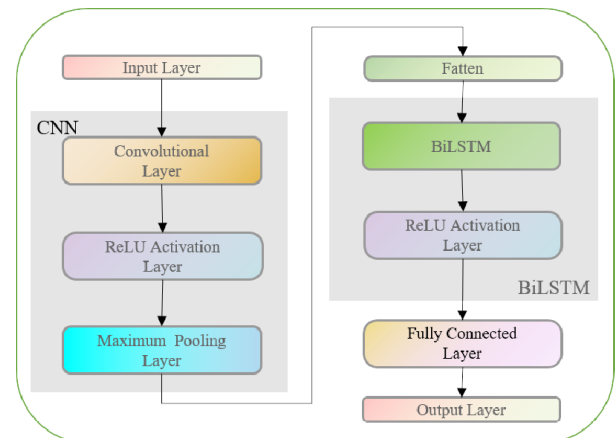 Input Layer
CNN
Convolutional
Layer
ReLU Activation
Layer
Maximum Pooling
Layer
Fatten
BiLSTM
ReLU Activation
Layer
BiLSTM
Fully Connected
Layer
Output Layer